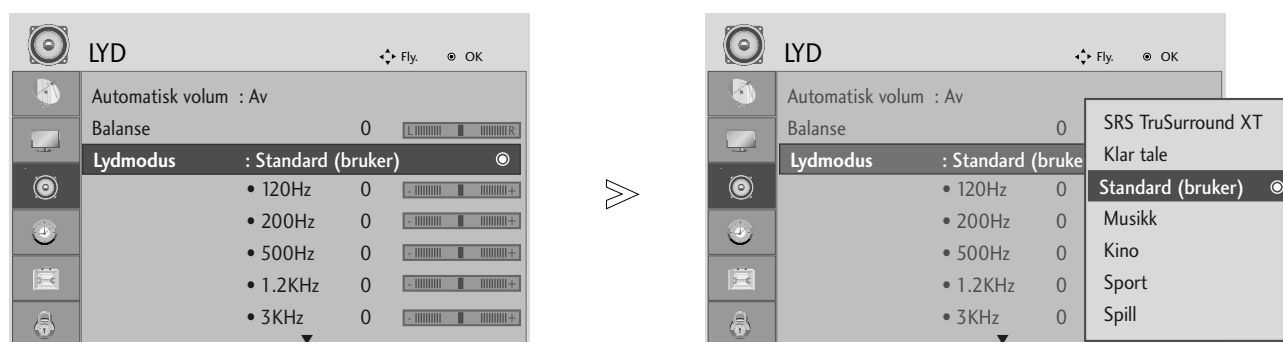 LYD Fly. OK
Automatisk volum : Av
Balanse 0 L R
Lydmodus : Standard (bruker)
• 120Hz 0 - +
• 200Hz 0 - +
• 500Hz 0 - +
• 1.2KHz 0 - +
• 3KHz 0 - +
LYD Fly. OK
Automatisk volum : Av
Balanse 0
Lydmodus : Standard (bruke
• 120Hz 0
• 200Hz 0
• 500Hz 0
• 1.2KHz 0
• 3KHz 0
SRS TruSurround XT
Klar tale
Standard (bruker)
Musikk
Kino
Sport
Spill